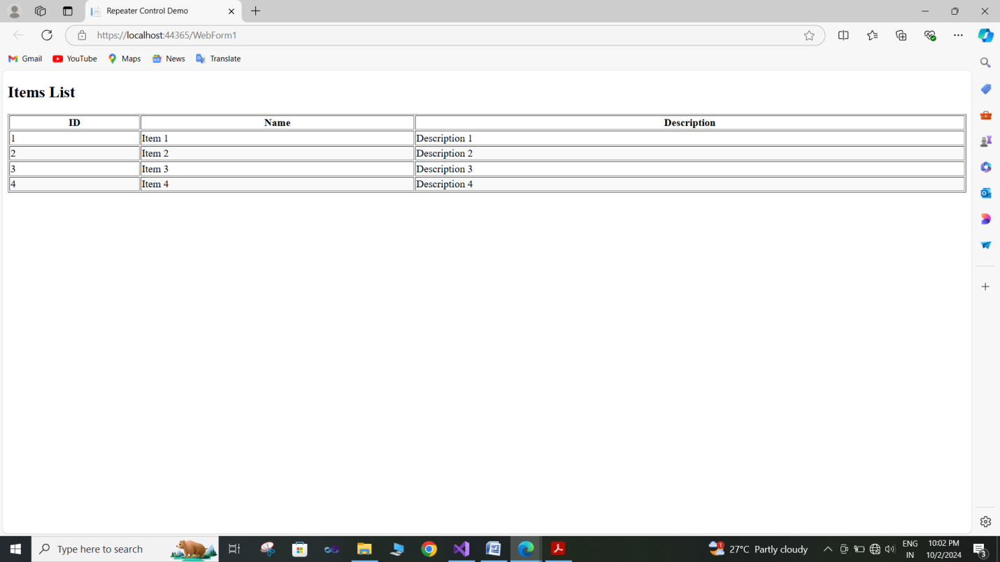 Repeater Control Demo
https://localhost:44365/WebForm1
Gmail YouTube Maps News Translate
Items List
ID Name Description
1 Item 1 Description 1
2 Item 2 Description 2
3 Item 3 Description 3
4 Item 4 Description 4
Type here to search
1
27°C Partly cloudy
ENG
IN
10:02 PM
10/2/2024
3